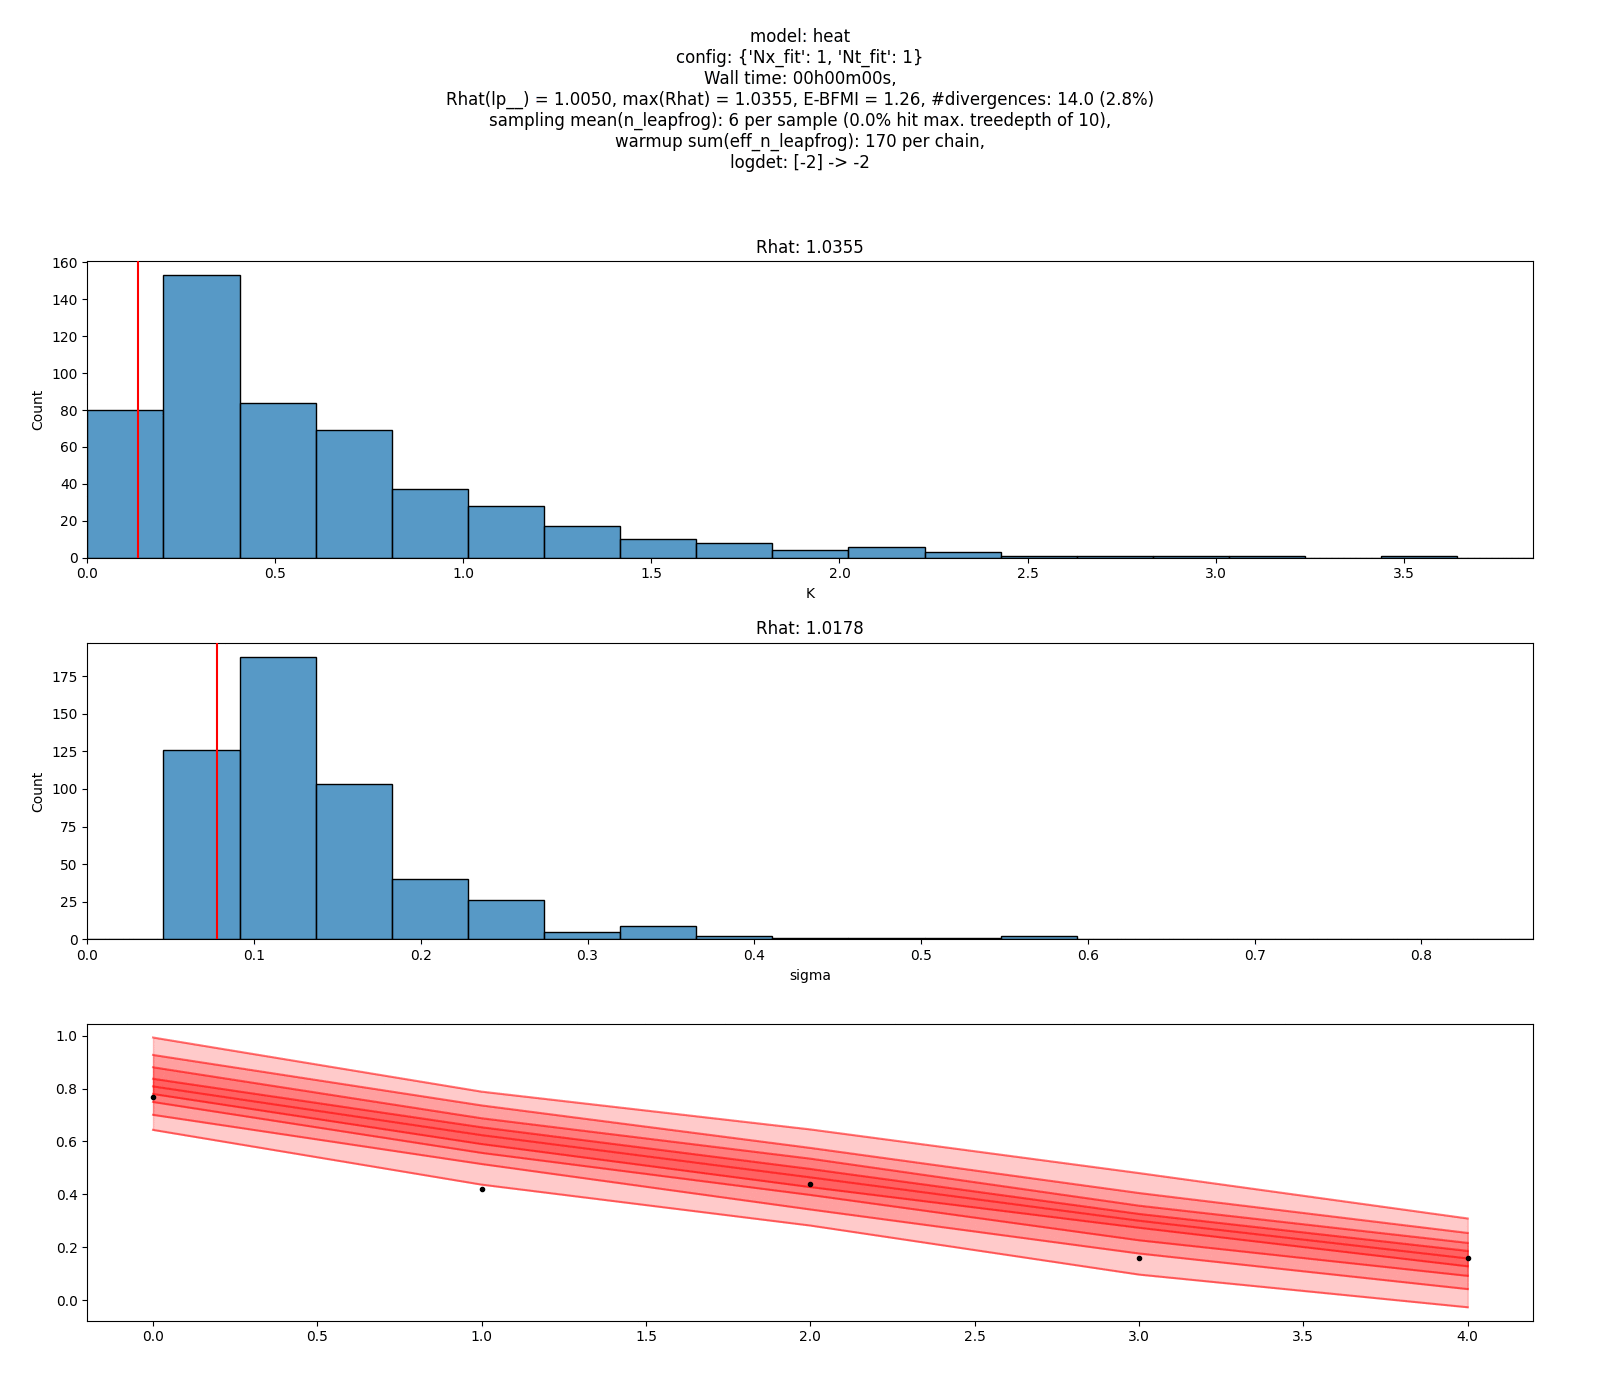 model: heat
config: {'Nx_fit': 1, 'Nt_fit': 1}
Wall time: 00h00m00s,
Rhat(lp__) = 1.0050, max(Rhat) = 1.0355, E-BFMI = 1.26, #divergences: 14.0 (2.8%)
sampling mean(n_leapfrog): 6 per sample (0.0% hit max. treedepth of 10),
warmup sum(eff_n_leapfrog): 170 per chain,
logdet: [-2] -> -2
Rhat: 1.0355
160
140
120
100
80
60
40
20
0
Count
0.0 0.5 1.0 1.5 2.0 2.5 3.0 3.5
K
Rhat: 1.0178
175
150
125
100
75
50
25
0
Count
0.0 0.1 0.2 0.3 0.4 0.5 0.6 0.7 0.8
sigma
1.0
0.8
0.6
0.4
0.2
0.0
0.0 0.5 1.0 1.5 2.0 2.5 3.0 3.5 4.0